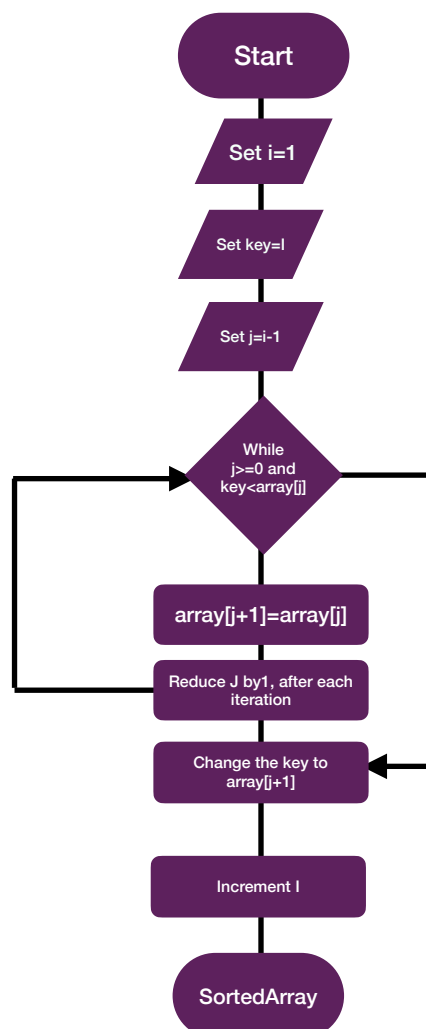 Start
Set i=1
Set key=I
Set j=i-1
While
j>=0 and
key<array[j]
array[j+1]=array[j]
Reduce J by1, after each
iteration
Change the key to
array[j+1]
Increment I
SortedArray